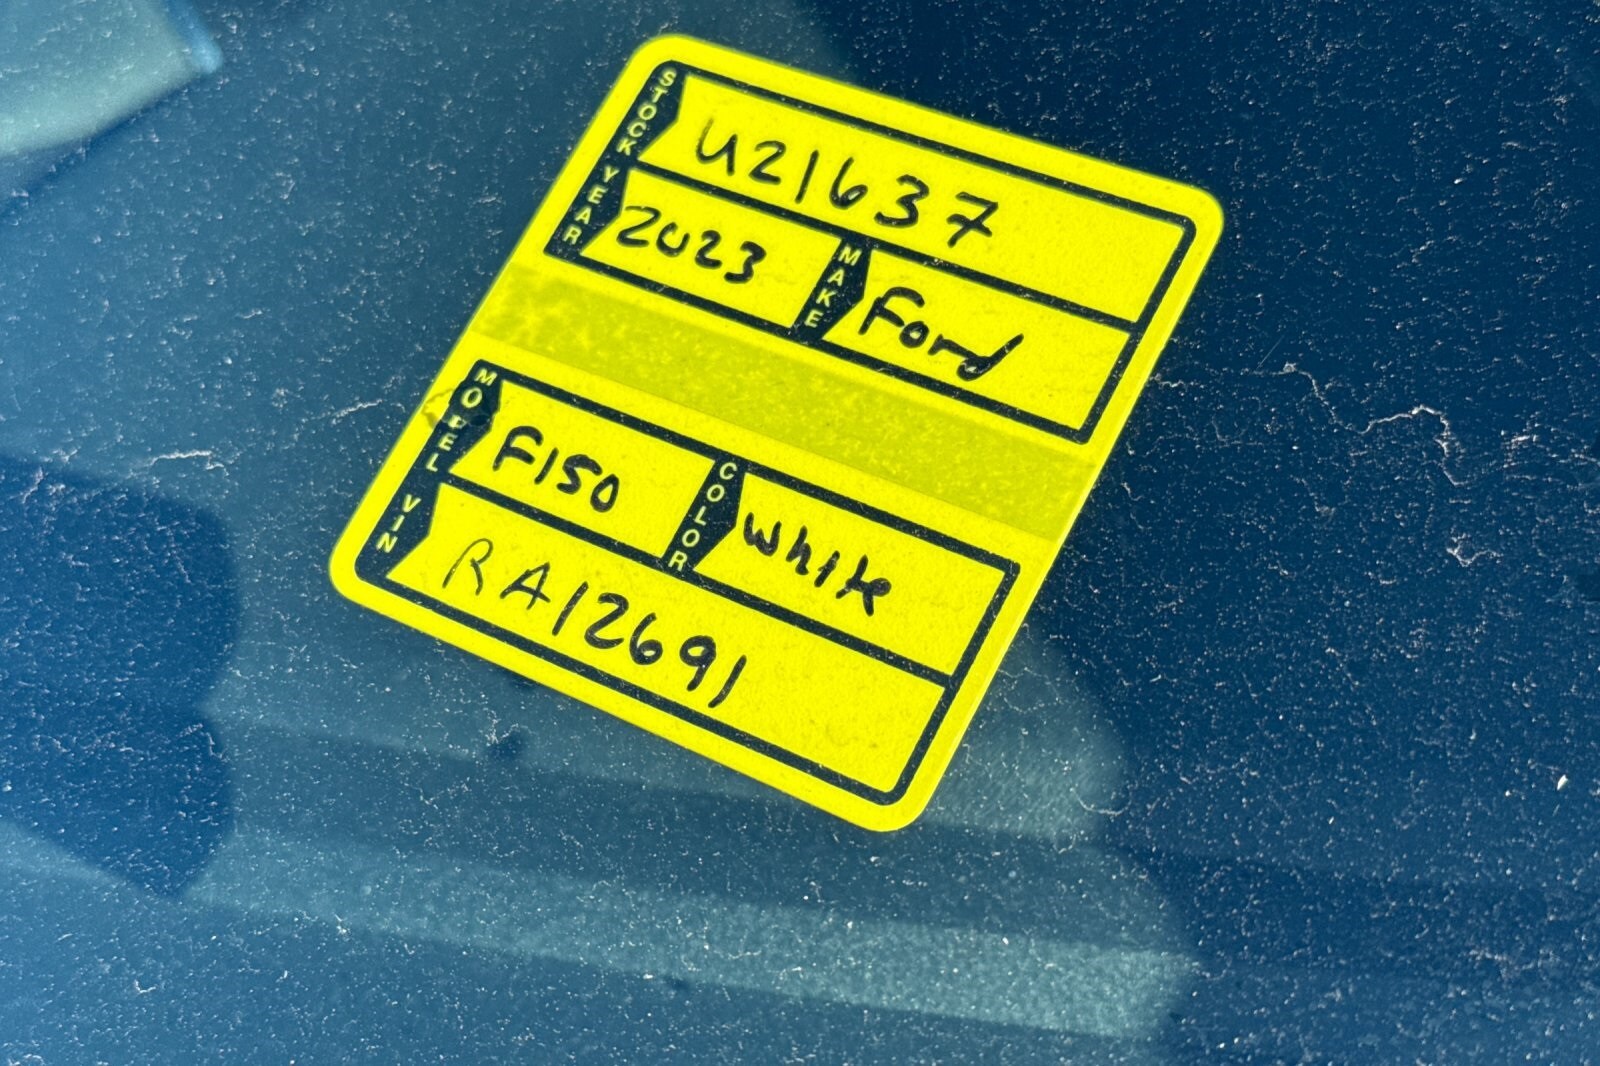 STOCK U21637
YEAR 2023 MAKE Ford
MODEL F150 COLOR White
VIN RA12691